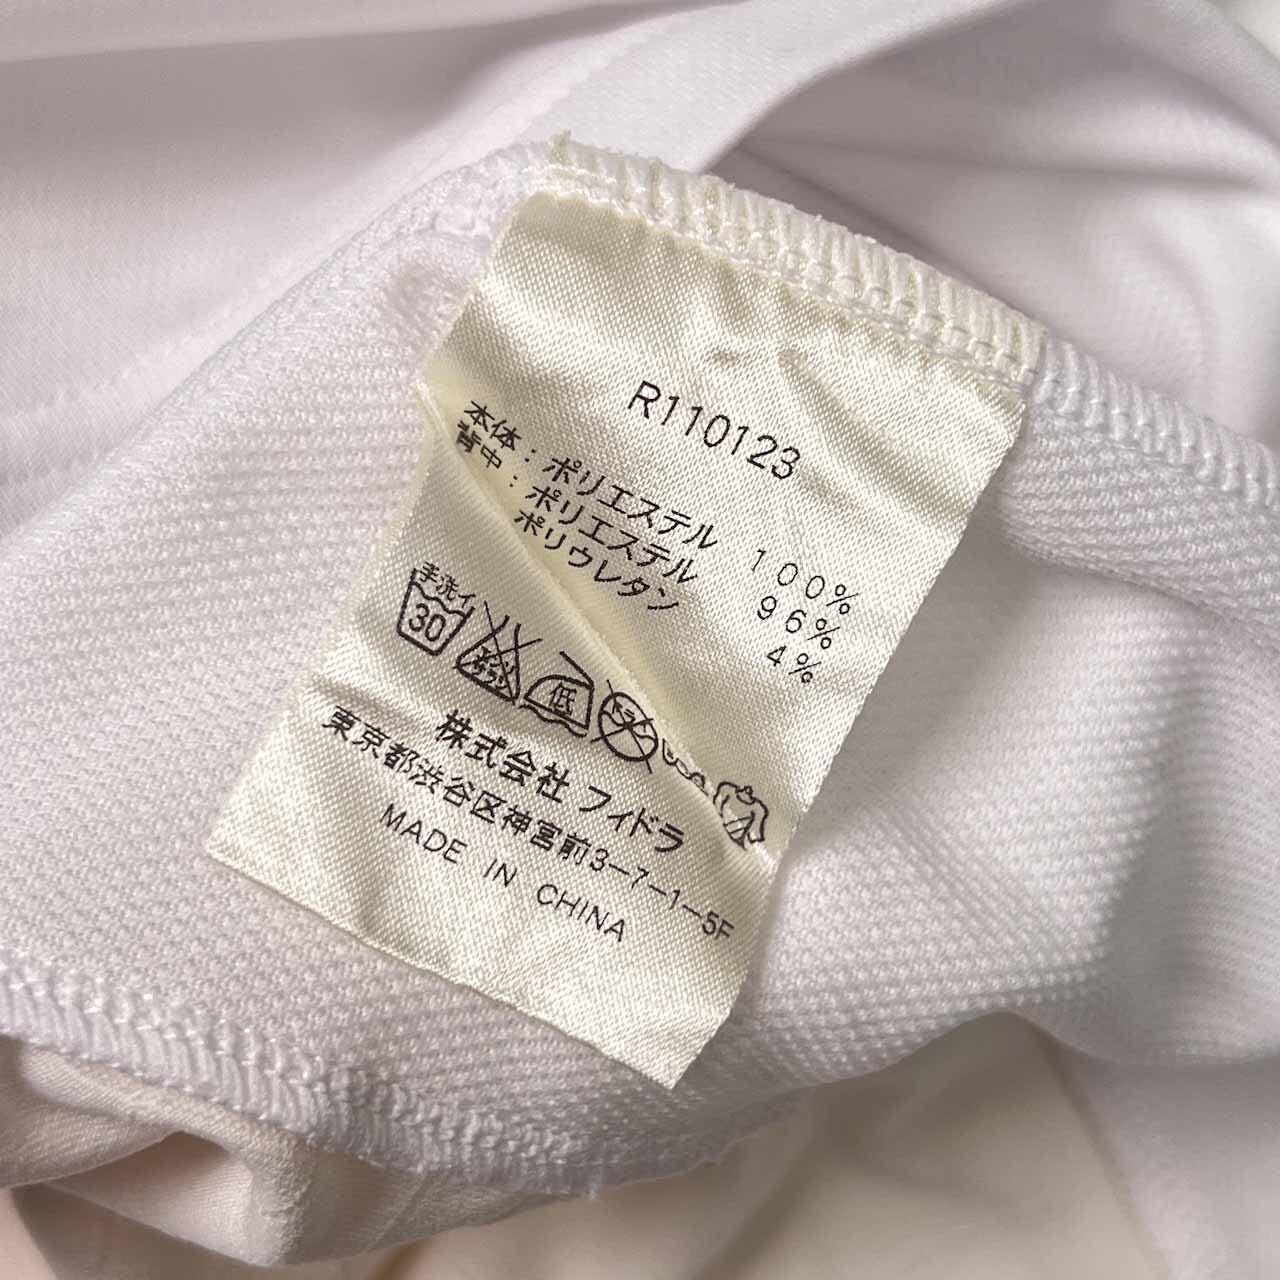 R110123
本体：ポリエステル 100%
背中：ポリエステル 96%
ポリウレタン 4%
手洗イ
30
低
株式会社 フィドラ
東京都渋谷区神宮前3-7-1-5F
MADE IN CHINA